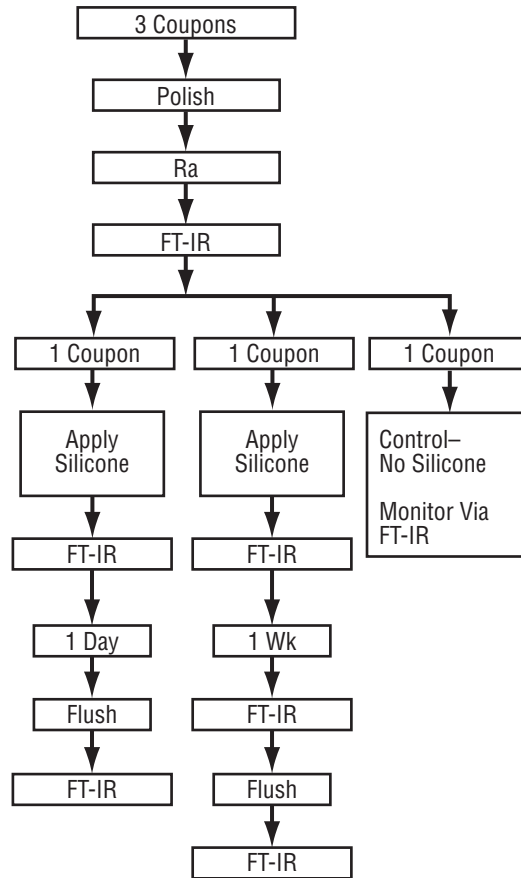 3 Coupons
Polish
Ra
FT-IR
1 Coupon
Apply
Silicone
FT-IR
1 Day
Flush
FT-IR
1 Coupon
Apply
Silicone
FT-IR
1 Wk
FT-IR
Flush
FT-IR
1 Coupon
Control–
No Silicone
Monitor Via
FT-IR